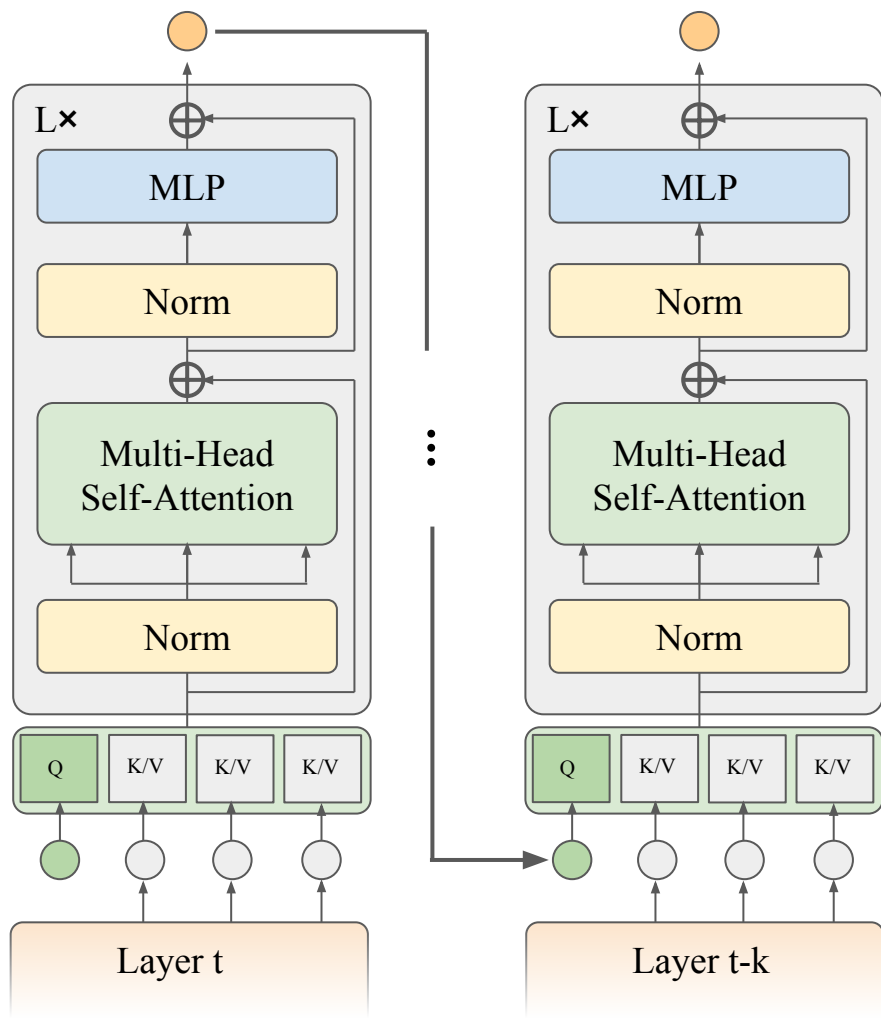 L×
MLP
Norm
Multi-Head
Self-Attention
Norm
Q K/V K/V K/V
Layer t
L×
MLP
Norm
Multi-Head
Self-Attention
Norm
Q K/V K/V K/V
Layer t-k